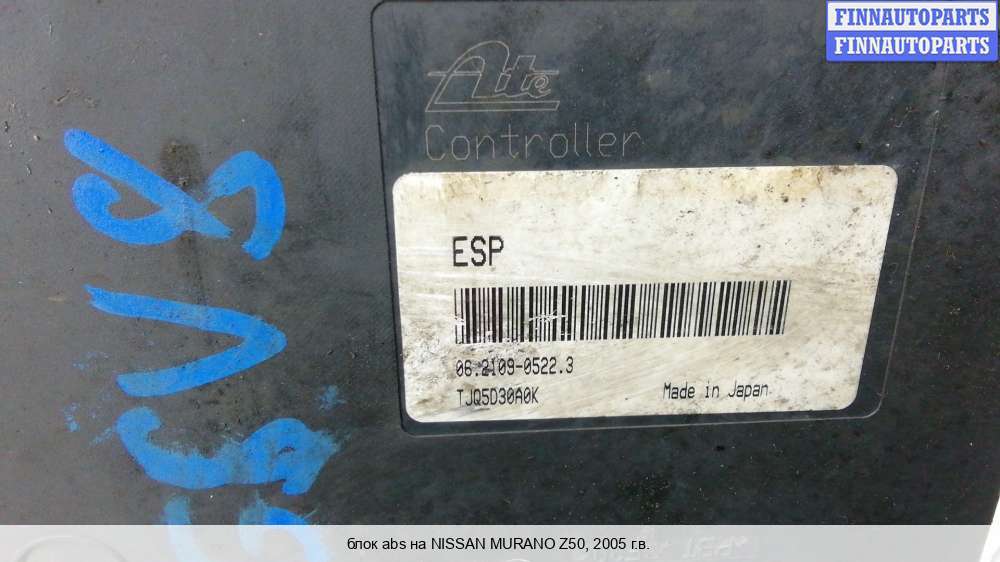 FINNAUTOPARTS
FINNAUTOPARTS
Ate
Controller
ESP
06.2109-0522.3
TJQ5D30A0K
Made in Japan
блок abs на NISSAN MURANO Z50, 2005 г.в.